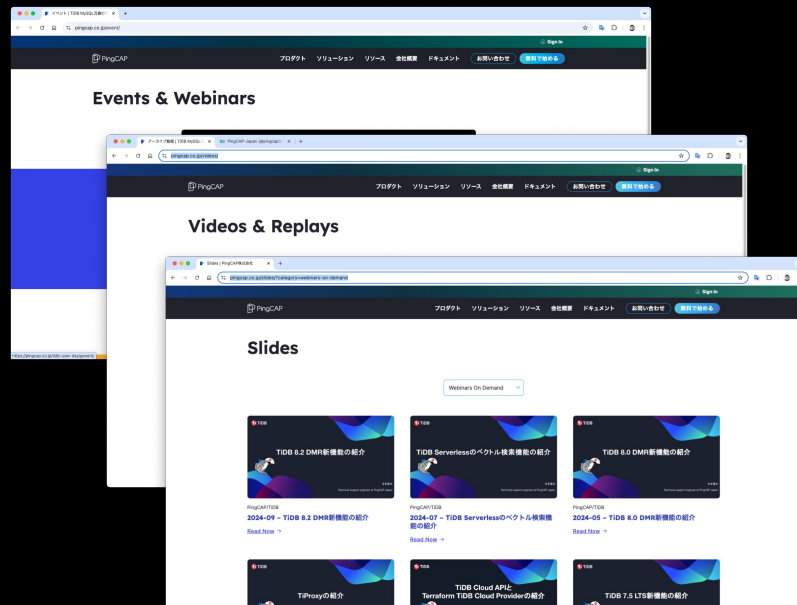 イベント | TiDB MySQL互換の
pingcap.co.jp/event/
Sign In
PingCAP
プロダクト ソリューション リソース 会社概要 ドキュメント お問い合わせ 無料で始める
Events & Webinars
アーカイブ動画 | TiDB MySQL
PingCAP-Japan (@pingcap
pingcap.co.jp/videos/
Sign In
PingCAP
プロダクト ソリューション リソース 会社概要 ドキュメント お問い合わせ 無料で始める
Videos & Replays
https://pingcap.co.jp/tidb-user-day/game
Slides | PingCAP株式会社
pingcap.co.jp/slides/?category=webinars-on-demand
Sign In
PingCAP
プロダクト ソリューション リソース 会社概要 ドキュメント お問い合わせ 無料で始める
Slides
Webinars On Demand
TiDB
TiDB 8.2 DMR新機能の紹介
PingCAP/TiDB
2024-09 – TiDB 8.2 DMR新機能の紹介
Read Now →
TiDB
TiDB Serverlessのベクトル検索機能の紹介
Technical support engineer of PingCAP Japan
PingCAP/TiDB
2024-07 – TiDB Serverlessのベクトル検索機
能の紹介
Read Now →
TiDB
TiDB 8.0 DMR新機能の紹介
Technical support engineer of PingCAP Japan
PingCAP/TiDB
2024-05 – TiDB 8.0 DMR新機能の紹介
Read Now →
TiDB
TiProxyの紹介
TiDB
TiDB Cloud APIと
Terraform TiDB Cloud Providerの紹介
TiDB
TiDB 7.5 LTS新機能の紹介